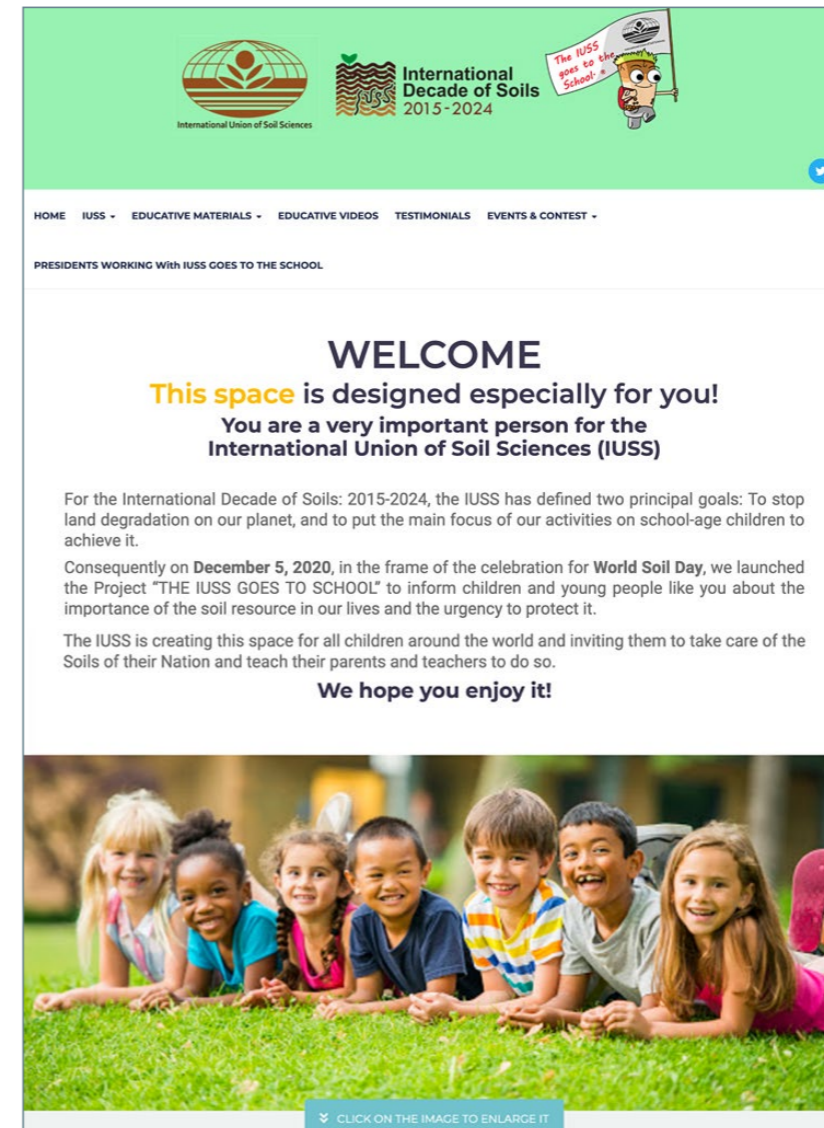 International Union of Soil Sciences
IUSS
International
Decade of Soils
2015-2024
The IUSS
goes to the
School
HOME IUSS EDUCATIVE MATERIALS EDUCATIVE VIDEOS TESTIMONIALS EVENTS & CONTEST
PRESIDENTS WORKING With IUSS GOES TO THE SCHOOL
WELCOME
This space is designed especially for you!
You are a very important person for the
International Union of Soil Sciences (IUSS)
For the International Decade of Soils: 2015-2024, the IUSS has defined two principal goals: To stop
land degradation on our planet, and to put the main focus of our activities on school-age children to
achieve it.
Consequently on December 5, 2020, in the frame of the celebration for World Soil Day, we launched
the Project “THE IUSS GOES TO SCHOOL” to inform children and young people like you about the
importance of the soil resource in our lives and the urgency to protect it.
The IUSS is creating this space for all children around the world and inviting them to take care of the
Soils of their Nation and teach their parents and teachers to do so.
We hope you enjoy it!
CLICK ON THE IMAGE TO ENLARGE IT